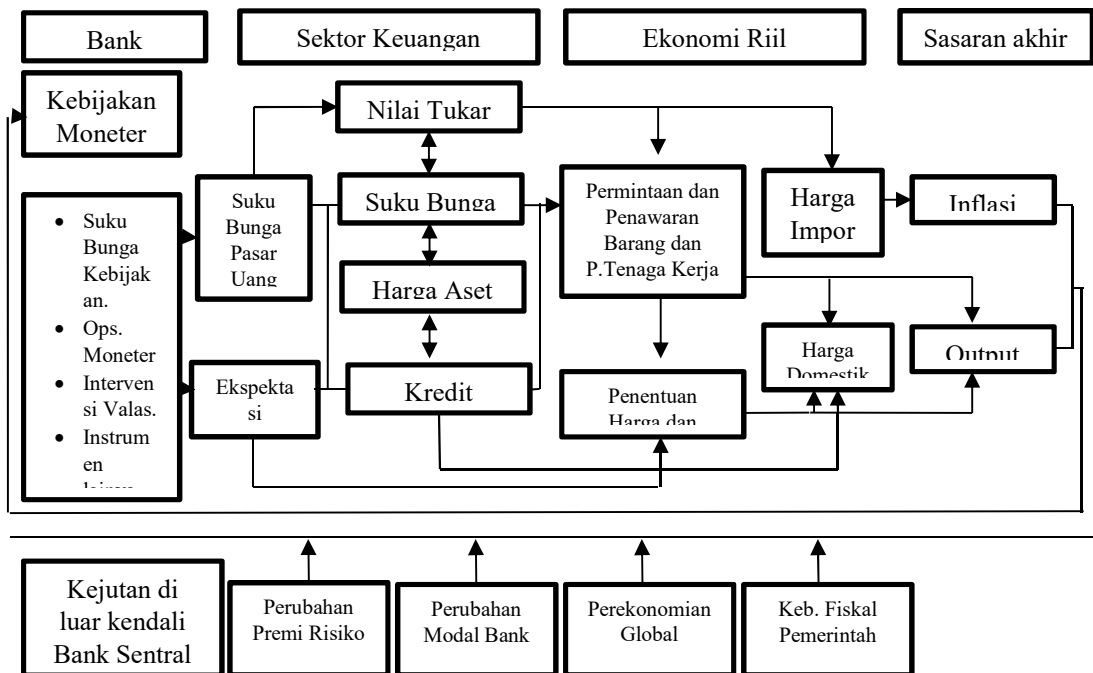 Bank
Sektor Keuangan
Ekonomi Riil
Sasaran akhir
Kebijakan
Moneter
Nilai Tukar
• Suku
Bunga
Kebijak
an.
• Ops.
Moneter
• Interven
si Valas.
• Instrum
en
Suku
Bunga
Pasar
Uang
Suku Bunga
Harga Aset
Kredit
Ekspekta
si
Permintaan dan
Penawaran
Barang dan
P.Tenaga Kerja
Penentuan
Harga dan
Harga
Impor
Harga
Domestik
Inflasi
Output
Kejutan di
luar kendali
Bank Sentral
Perubahan
Premi Risiko
Perubahan
Modal Bank
Perekonomian
Global
Keb. Fiskal
Pemerintah